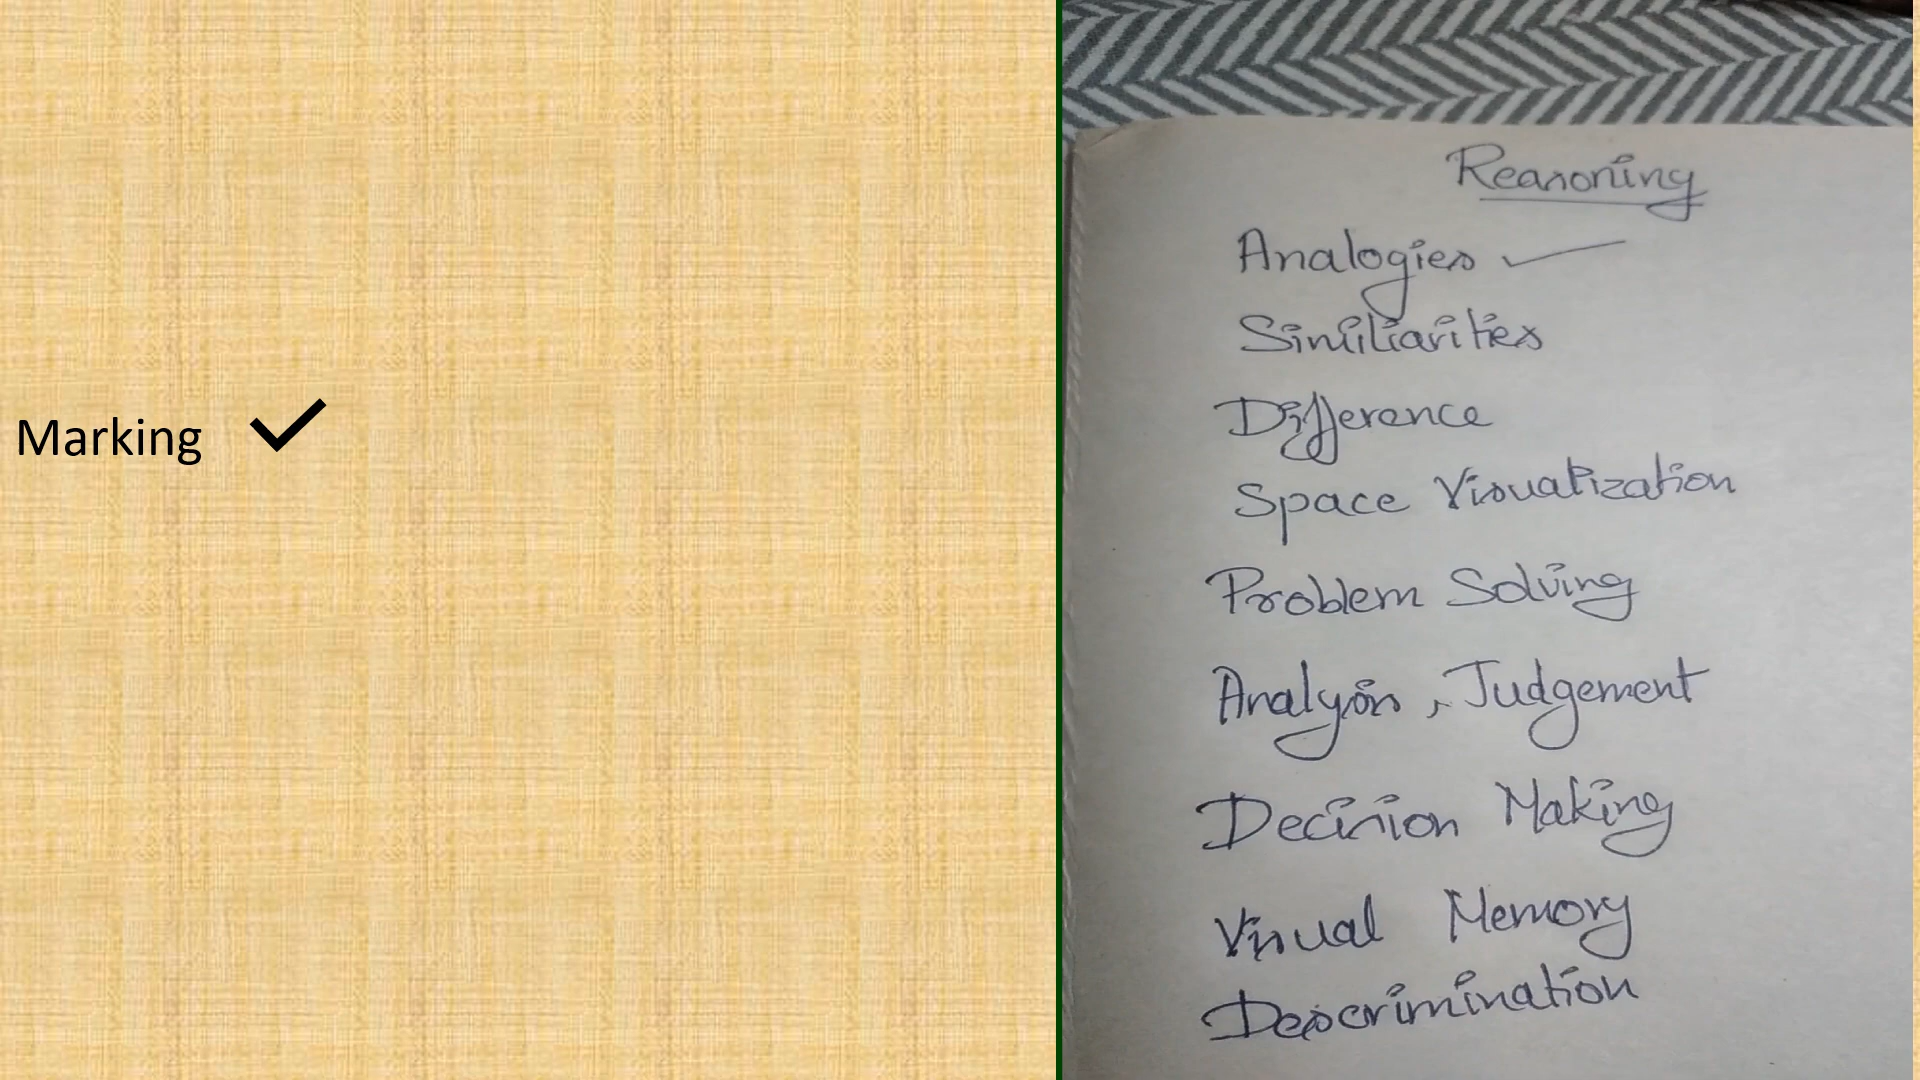 Marking ✓
Reasoning
Analogies ✓
Similiarities
Difference
Space Visualization
Problem Solving
Analysis, Judgement
Decision Making
Visual Memory
Descrimination